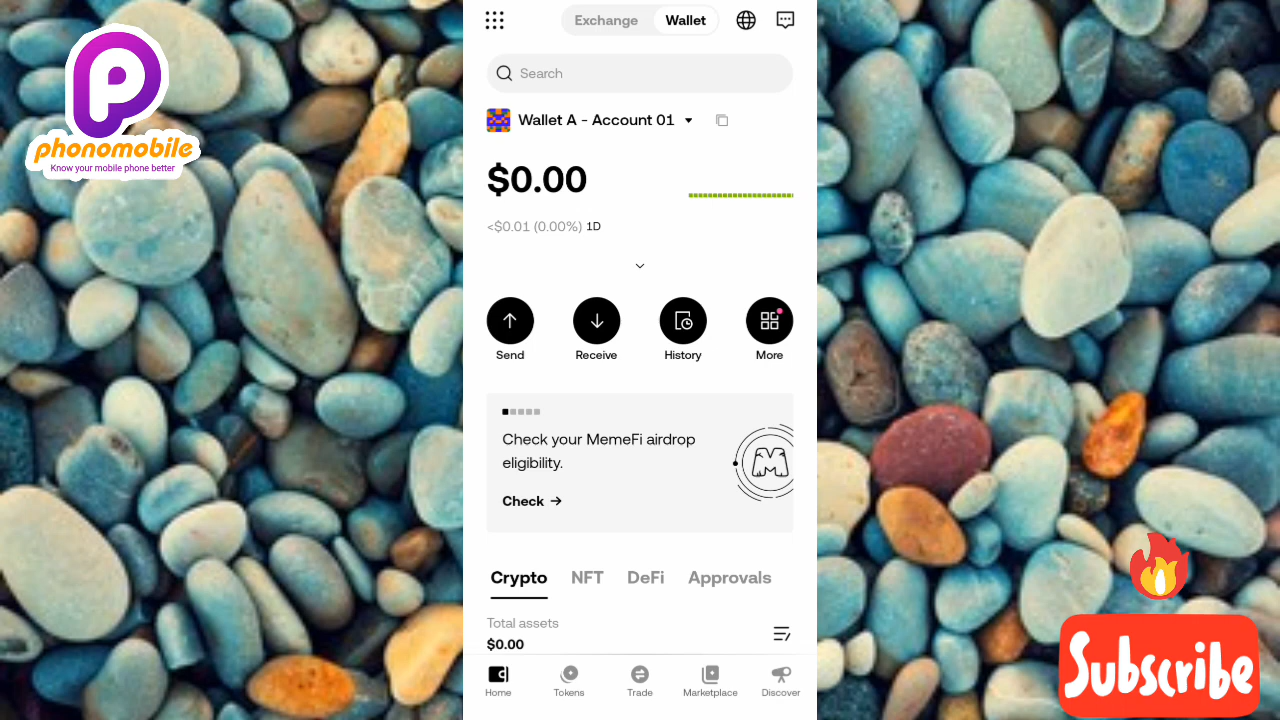 phonomobile
Know your mobile phone better
Exchange
Wallet
Search
Wallet A - Account 01
$0.00
<$0.01 (0.00%) 1D
Send
Receive
History
More
Check your MemeFi airdrop
eligibility.
Check →
Crypto
NFT
DeFi
Approvals
Total assets
$0.00
Home
Tokens
Trade
Marketplace
Discover
Subscribe